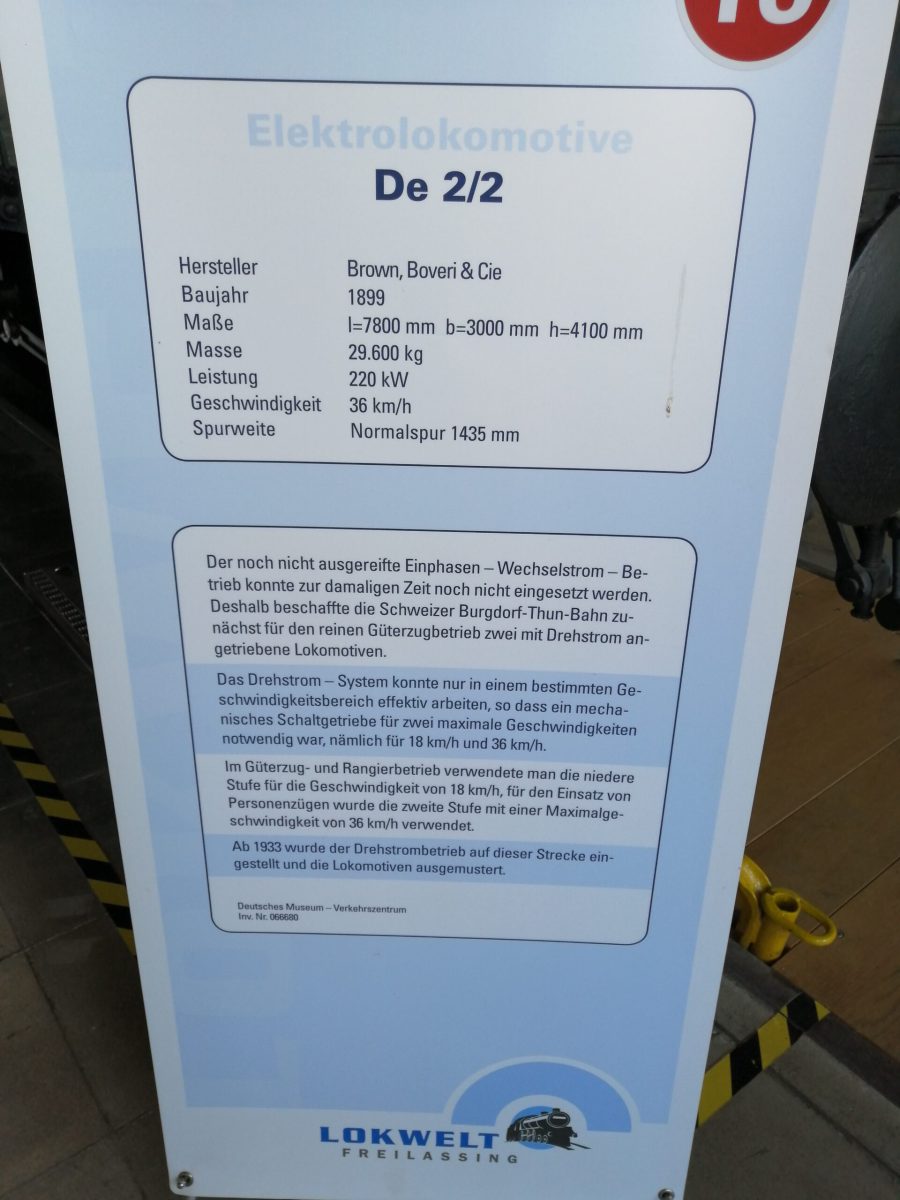 Elektrolokomotive
De 2/2
Hersteller Brown, Boveri & Cie
Baujahr 1899
Maße l=7800 mm b=3000 mm h=4100 mm
Masse 29.600 kg
Leistung 220 kW
Geschwindigkeit 36 km/h
Spurweite Normalspur 1435 mm
Der noch nicht ausgereifte Einphasen – Wechselstrom – Be-
trieb konnte zur damaligen Zeit noch nicht eingesetzt werden.
Deshalb beschaffte die Schweizer Burgdorf-Thun-Bahn zu-
nächst für den reinen Güterzugbetrieb zwei mit Drehstrom an-
getriebene Lokomotiven.
Das Drehstrom – System konnte nur in einem bestimmten Ge-
schwindigkeitsbereich effektiv arbeiten, so dass ein mecha-
nisches Schaltgetriebe für zwei maximale Geschwindigkeiten
notwendig war, nämlich für 18 km/h und 36 km/h.
Im Güterzug- und Rangierbetrieb verwendete man die niedere
Stufe für die Geschwindigkeit von 18 km/h, für den Einsatz von
Personenzügen wurde die zweite Stufe mit einer Maximalge-
schwindigkeit von 36 km/h verwendet.
Ab 1933 wurde der Drehstrombetrieb auf dieser Strecke ein-
gestellt und die Lokomotiven ausgemustert.
Deutsches Museum – Verkehrszentrum
Inv. Nr. 066680
LOKWELT
FREILASSING